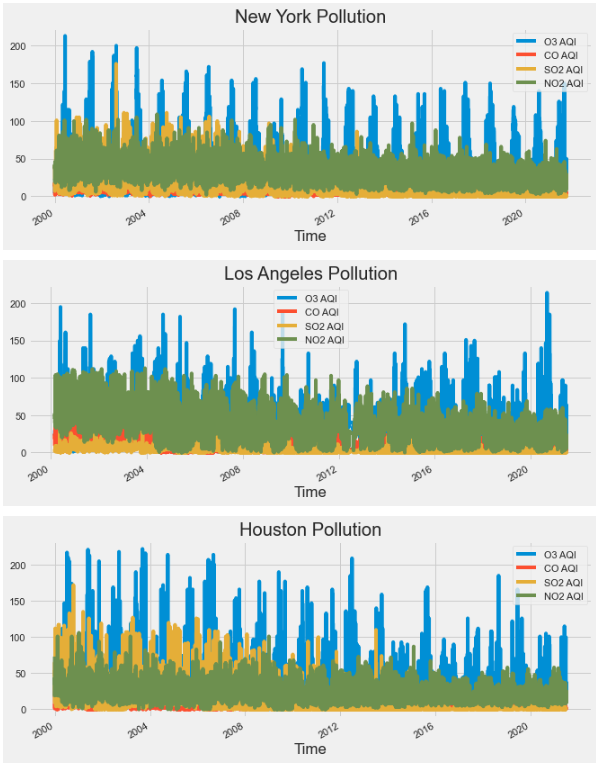 New York Pollution
200
150
100
50
0
O3 AQI
CO AQI
SO2 AQI
NO2 AQI
2000
2004
2008
2012
2016
2020
Time
Los Angeles Pollution
200
150
100
50
0
O3 AQI
CO AQI
SO2 AQI
NO2 AQI
2000
2004
2008
2012
2016
2020
Time
Houston Pollution
200
150
100
50
0
O3 AQI
CO AQI
SO2 AQI
NO2 AQI
2000
2004
2008
2012
2016
2020
Time